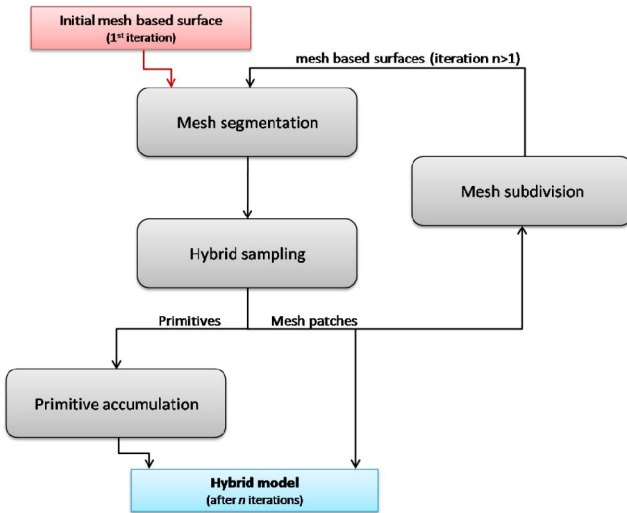 Initial mesh based surface
(1st iteration)
mesh based surfaces (iteration n>1)
Mesh segmentation
Mesh subdivision
Hybrid sampling
Primitives
Mesh patches
Primitive accumulation
Hybrid model
(after n iterations)